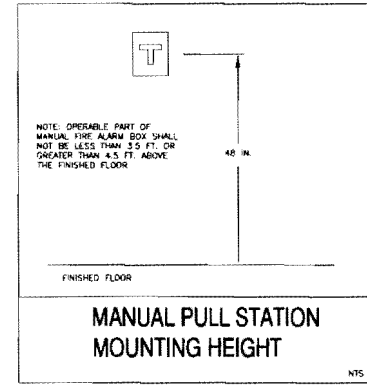 T
NOTE: OPERABLE PART OF
MANUAL FIRE ALARM BOX SHALL
NOT BE LESS THAN 3.5 FT. OR
GREATER THAN 4.5 FT. ABOVE
THE FINISHED FLOOR
48 IN.
FINISHED FLOOR
MANUAL PULL STATION
MOUNTING HEIGHT
NTS